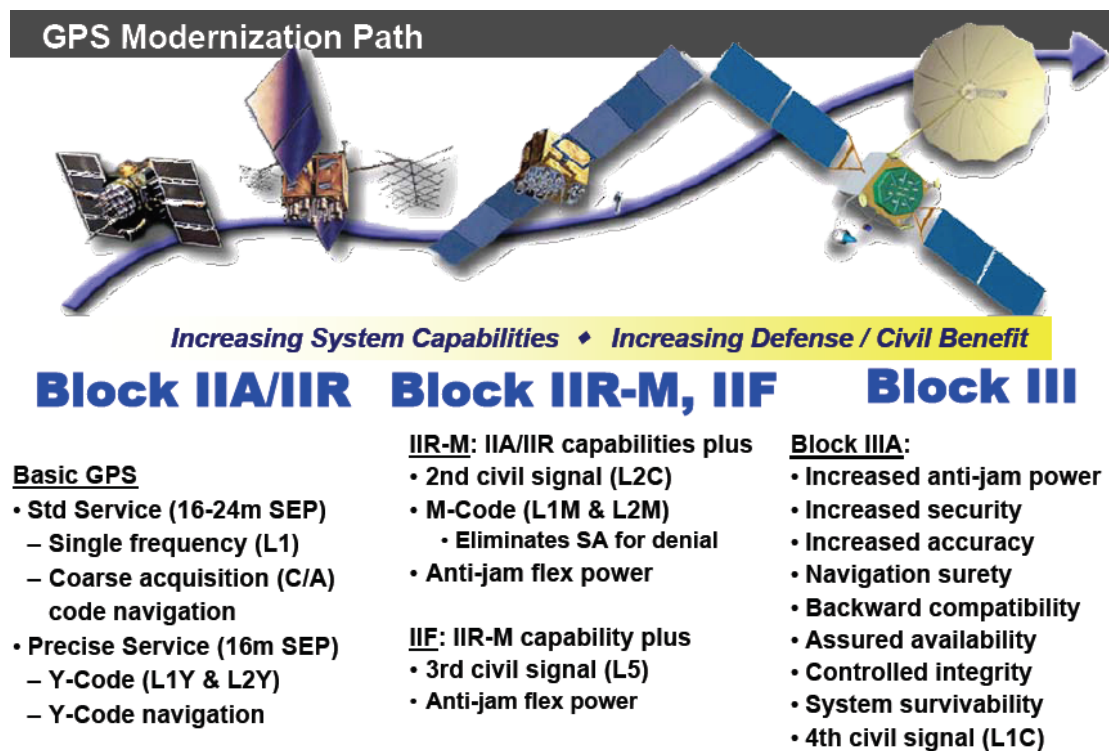 GPS Modernization Path
Increasing System Capabilities ♦ Increasing Defense / Civil Benefit
Block IIA/IIR
Basic GPS
• Std Service (16-24m SEP)
– Single frequency (L1)
– Coarse acquisition (C/A)
code navigation
• Precise Service (16m SEP)
– Y-Code (L1Y & L2Y)
– Y-Code navigation
Block IIR-M, IIF
IIR-M: IIA/IIR capabilities plus
• 2nd civil signal (L2C)
• M-Code (L1M & L2M)
• Eliminates SA for denial
• Anti-jam flex power
IIF: IIR-M capability plus
• 3rd civil signal (L5)
• Anti-jam flex power
Block III
Block IIIA:
• Increased anti-jam power
• Increased security
• Increased accuracy
• Navigation surety
• Backward compatibility
• Assured availability
• Controlled integrity
• System survivability
• 4th civil signal (L1C)